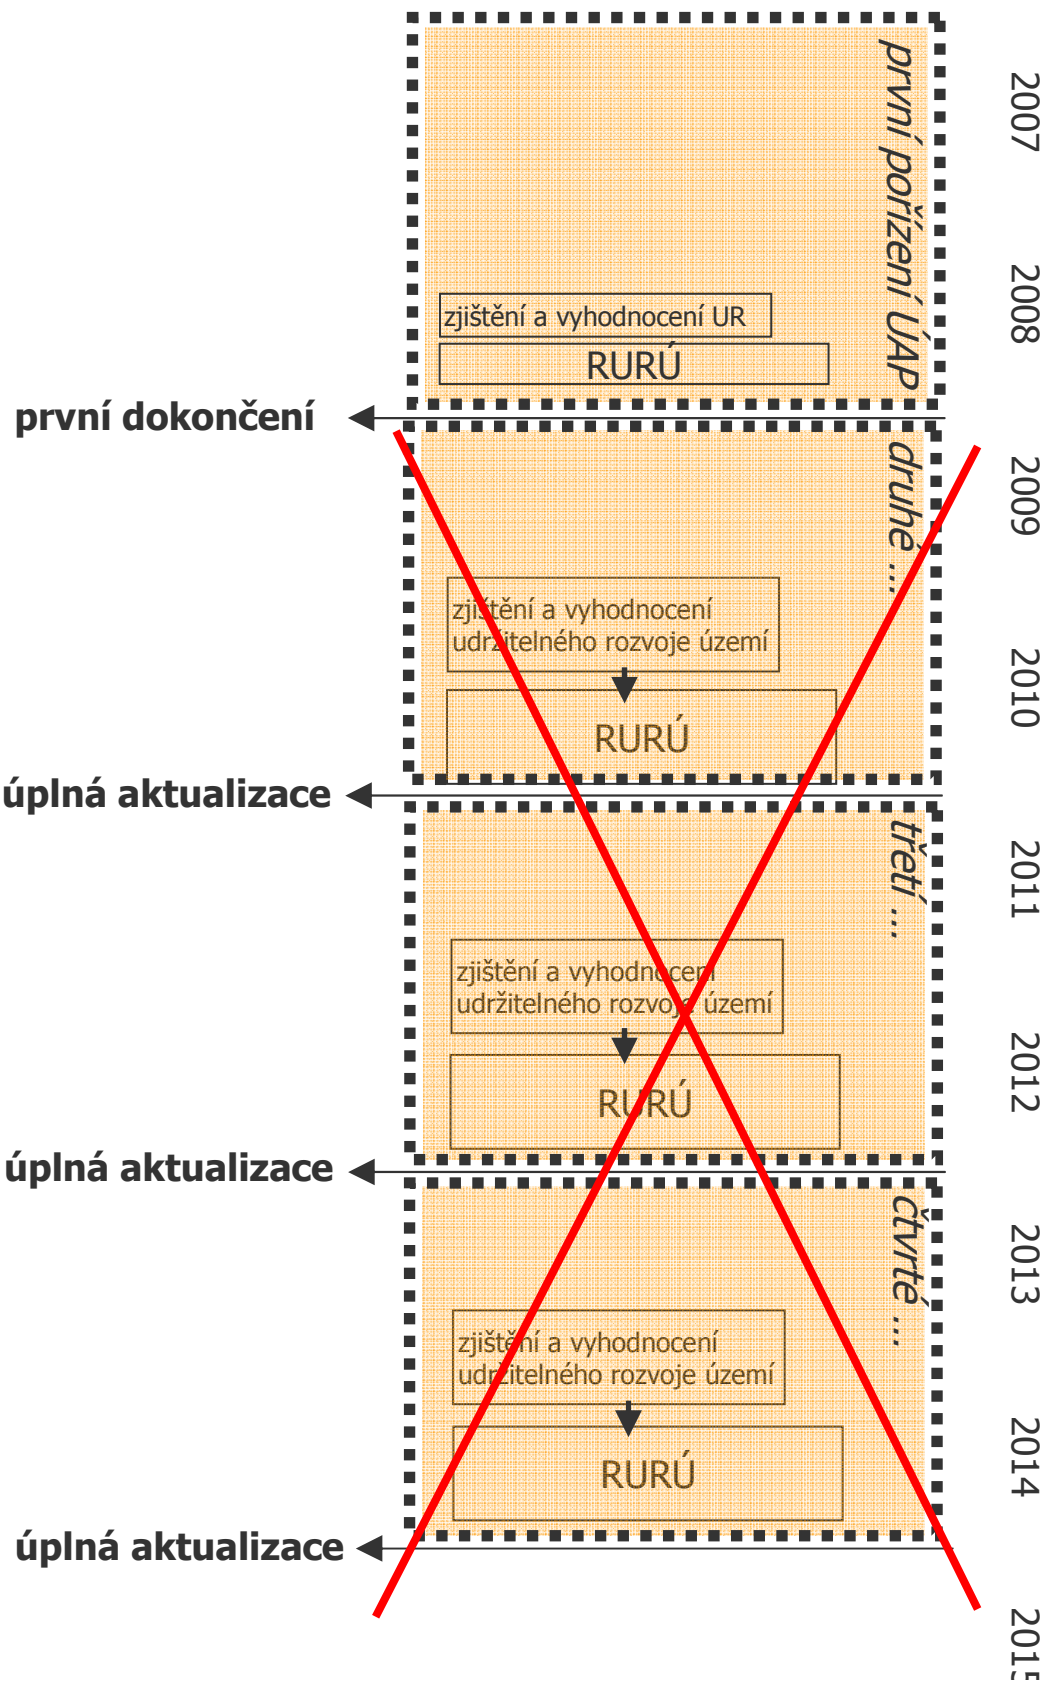 první pořízení ÚAP
2007
2008
zjištění a vyhodnocení UR
RURÚ
první dokončení
druhé ...
2009
zjištění a vyhodnocení
udržitelného rozvoje území
2010
RURÚ
úplná aktualizace
třetí ...
2011
zjištění a vyhodnocení
udržitelného rozvoje území
2012
RURÚ
úplná aktualizace
čtvrté ...
2013
zjištění a vyhodnocení
udržitelného rozvoje území
2014
RURÚ
úplná aktualizace
2015